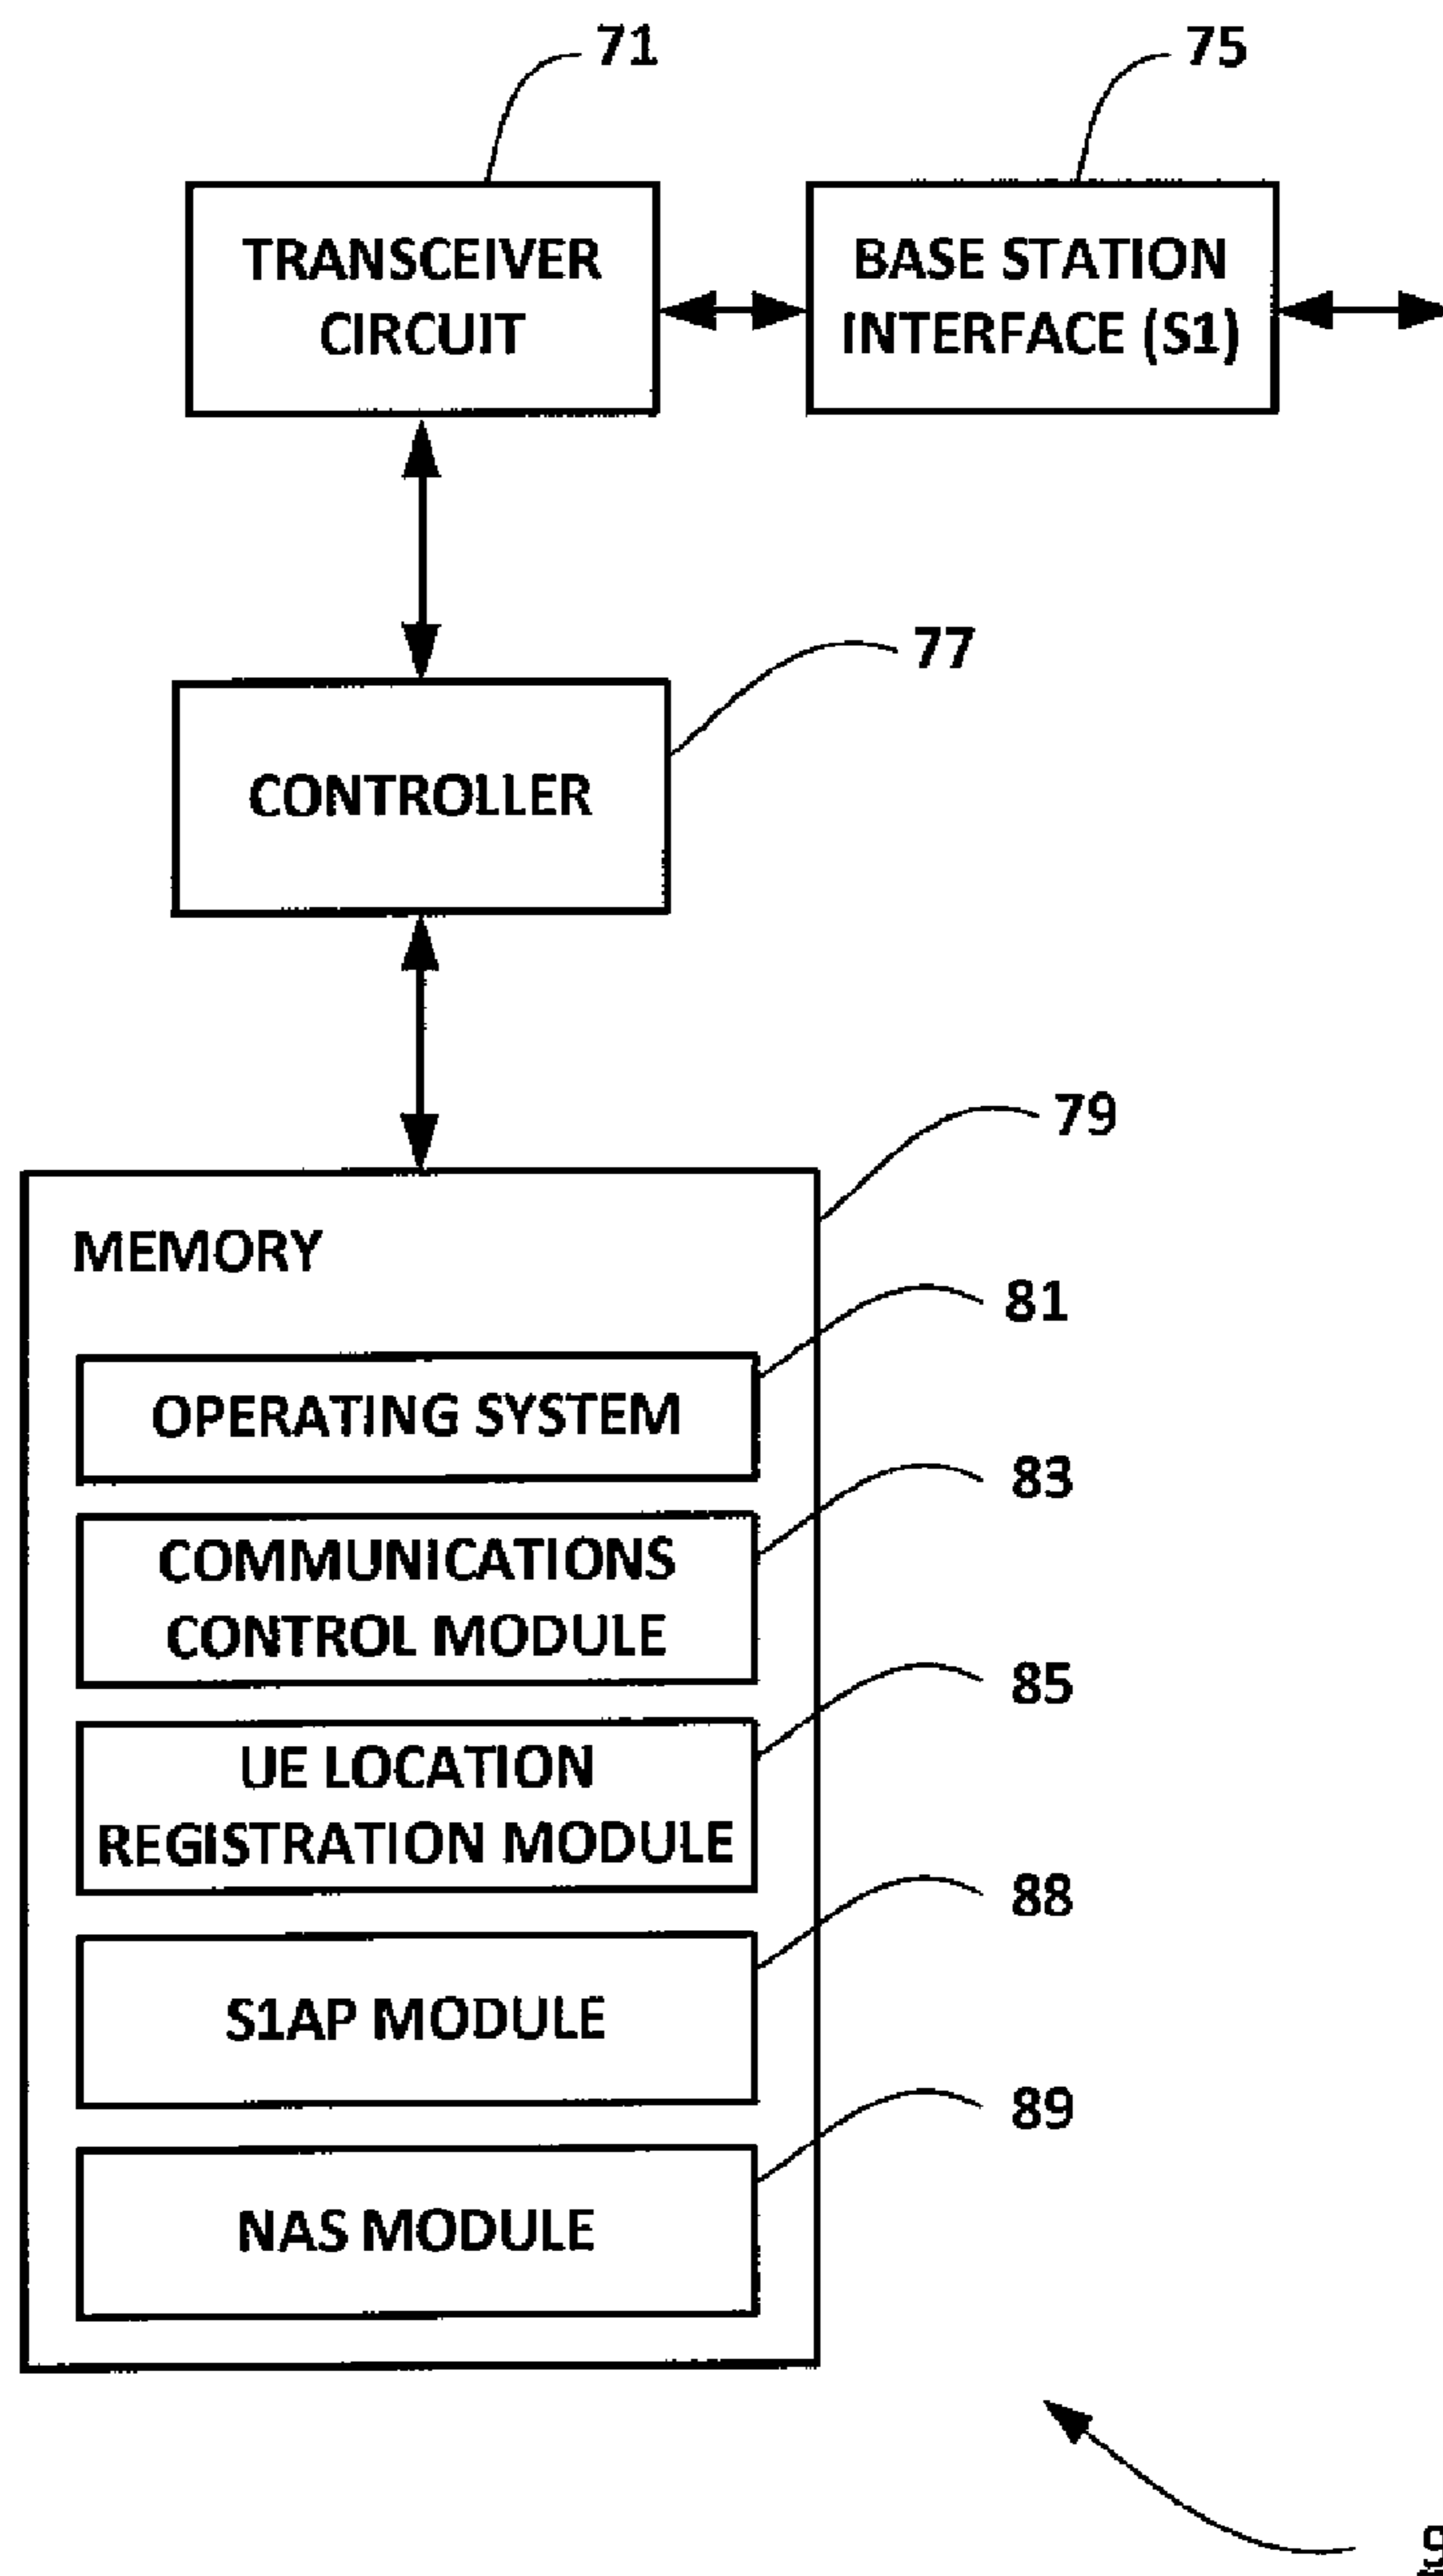 71
75
TRANSCEIVER
CIRCUIT
BASE STATION
INTERFACE (S1)
77
CONTROLLER
79
MEMORY
81
OPERATING SYSTEM
83
COMMUNICATIONS
CONTROL MODULE
85
UE LOCATION
REGISTRATION MODULE
88
S1AP MODULE
89
NAS MODULE
9